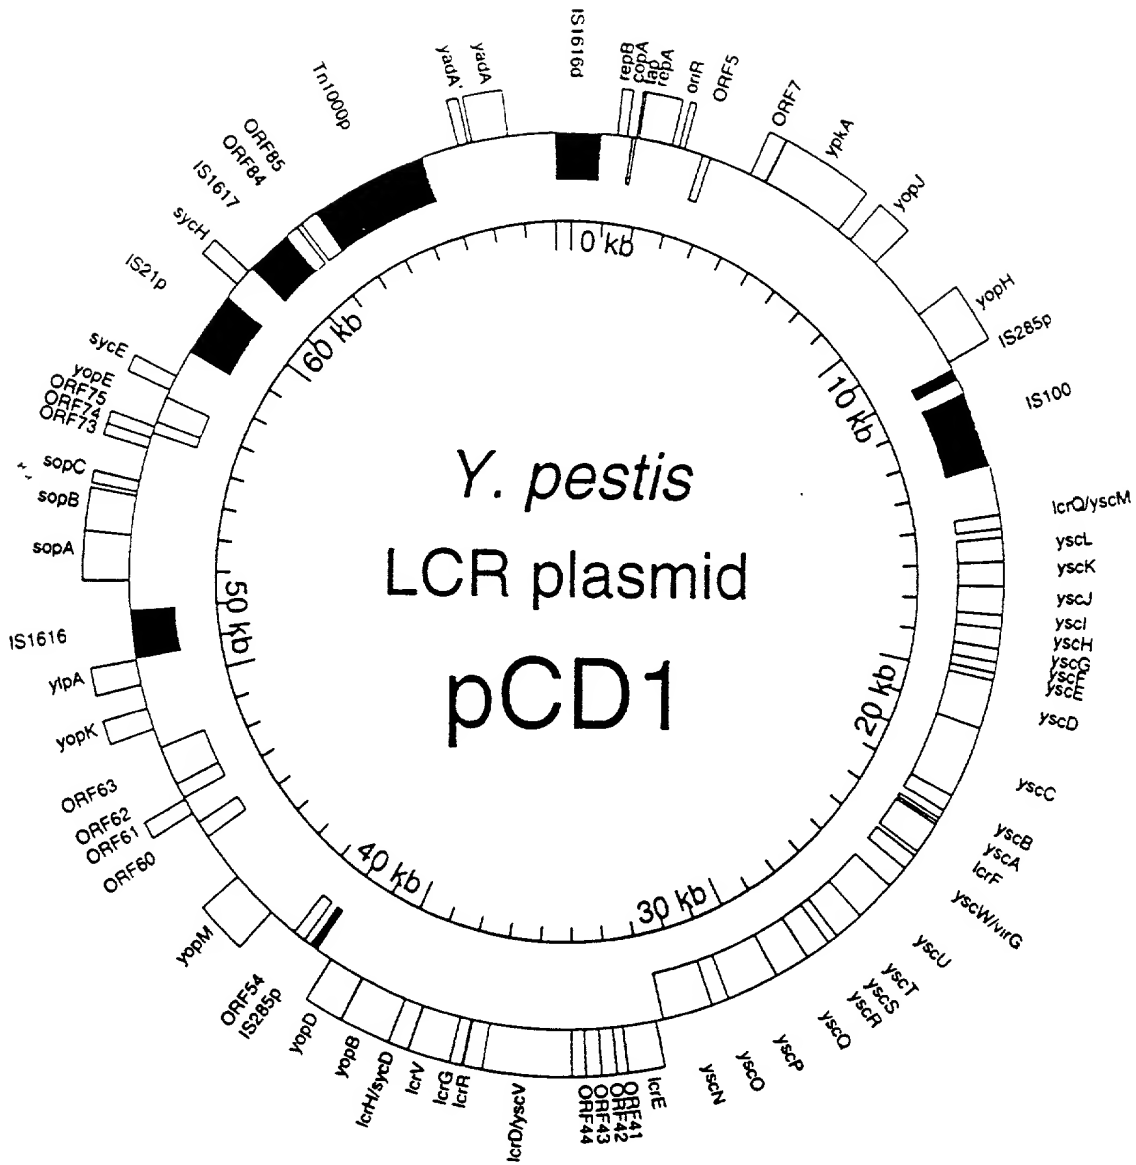 IS1616d
repB
copA
tap
repA
oriR
ORF5
ORF7
ypkA
yopJ
yopH
IS285p
IS100
lcrQ/yscM
yscL
yscK
yscJ
yscI
yscH
yscG
yscF
yscE
yscD
yscC
yscB
yscA
lcrF
yscW/virG
yscU
yscT
yscS
yscR
yscQ
yscP
yscO
yscN
lcrE
ORF41
ORF42
ORF43
ORF44
lcrD/yscV
lcrR
lcrG
lcrV
lcrH/sycD
yopB
yopD
IS285p
ORF54
yopM
ORF60
ORF61
ORF62
ORF63
yopK
ylpA
IS1616
sopA
sopB
sopC
ORF73
ORF74
ORF75
yopE
sycE
IS21p
sycH
IS1617
ORF84
ORF85
Tn1000p
yadA'
yadA
0 kb
10 kb
20 kb
30 kb
40 kb
50 kb
60 kb
Y. pestis
LCR plasmid
pCD1